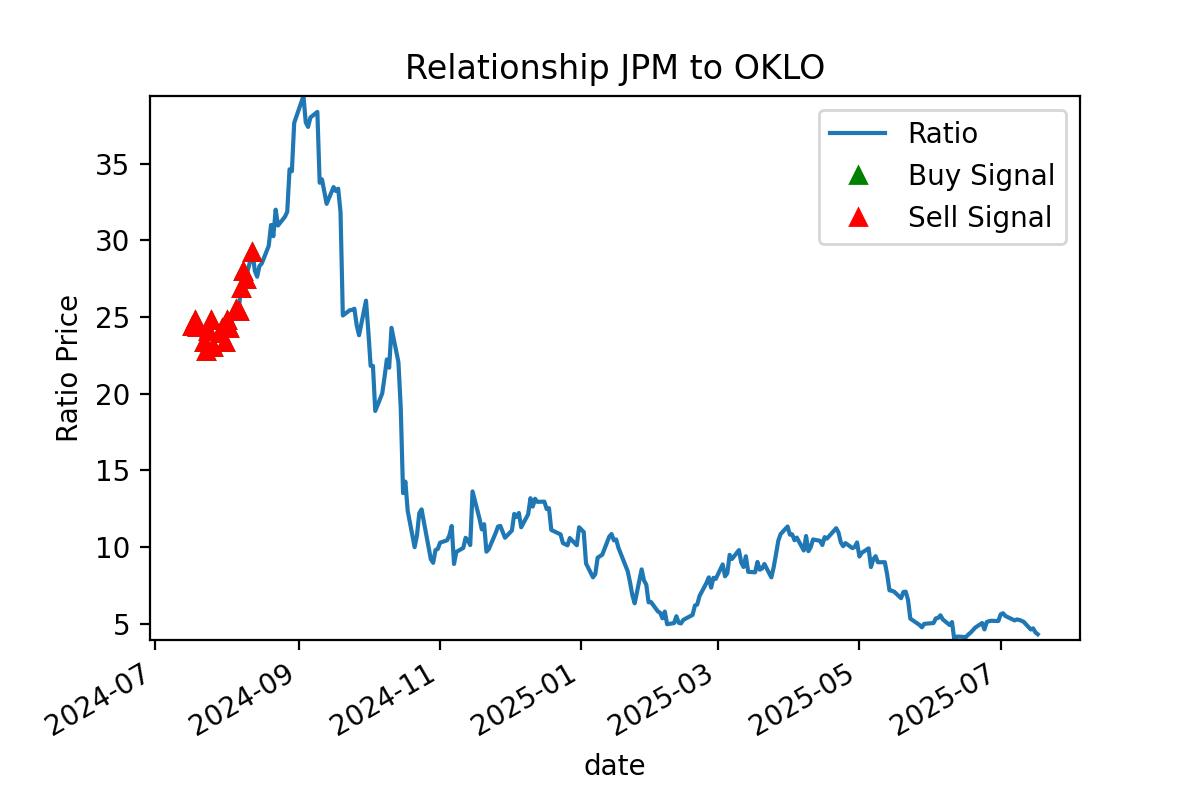 Relationship JPM to OKLO
Ratio
Buy Signal
Sell Signal
Ratio Price
35
30
25
20
15
10
5
2024-07
2024-09
2024-11
2025-01
2025-03
2025-05
2025-07
date